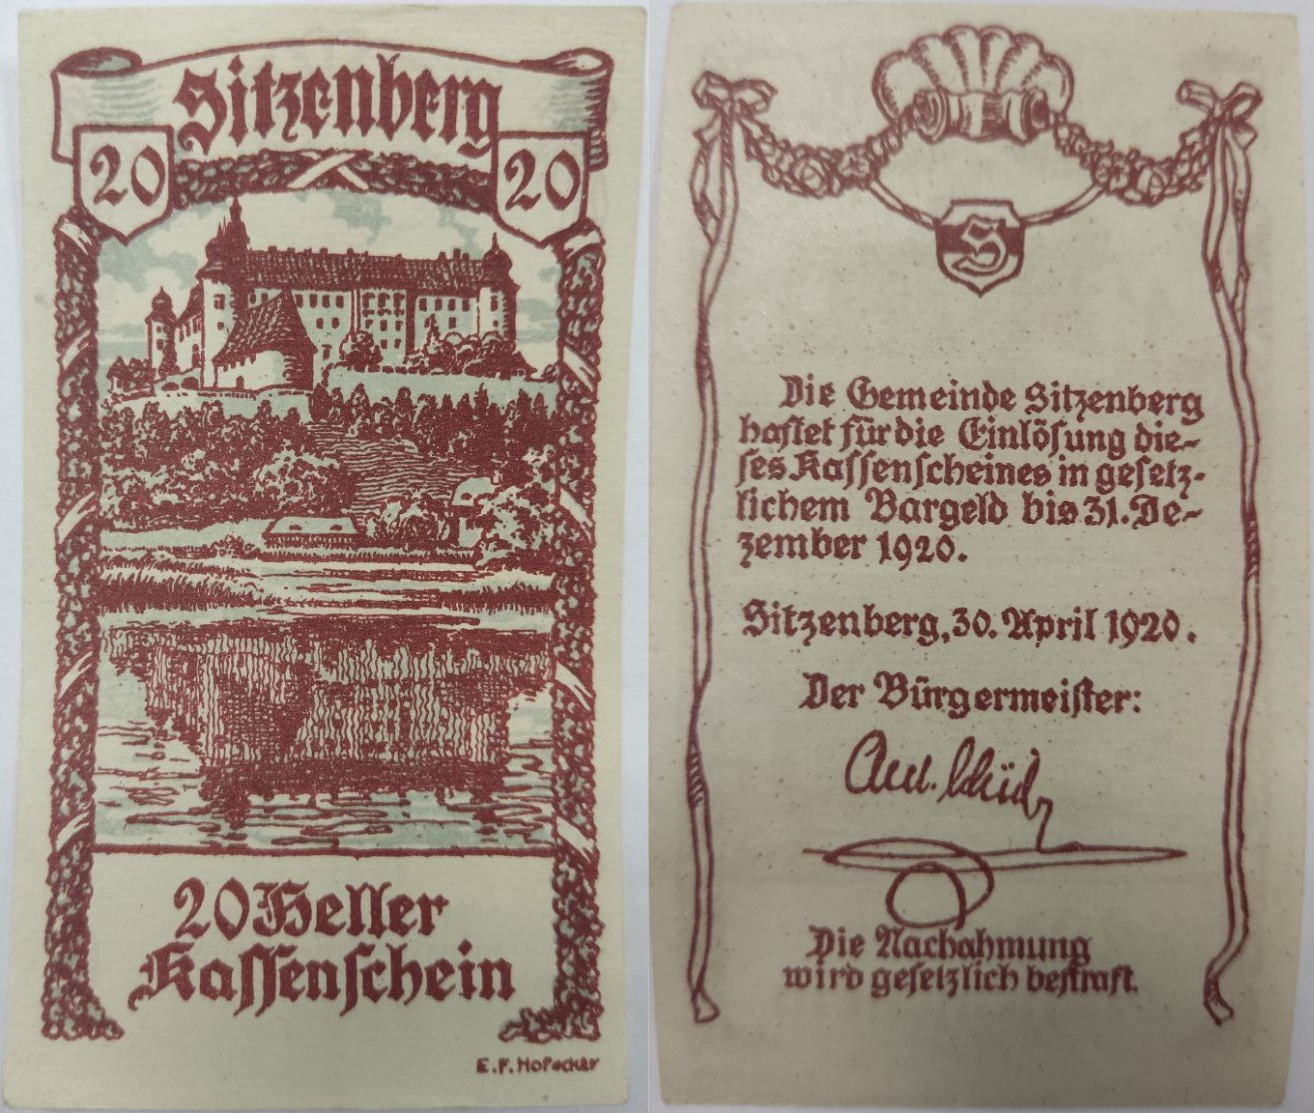 Sitzenberg
20
20
20 Heller
Kassenschein
E.F. Hofecker
S
Die Gemeinde Sitzenberg
haftet für die Einlösung die-
ses Kassenscheines in gesetz-
lichem Bargeld bis 31. De-
zember 1920.
Sitzenberg, 30. April 1920.
Der Bürgermeister:
Die Nachahmung
wird gesetzlich bestraft.